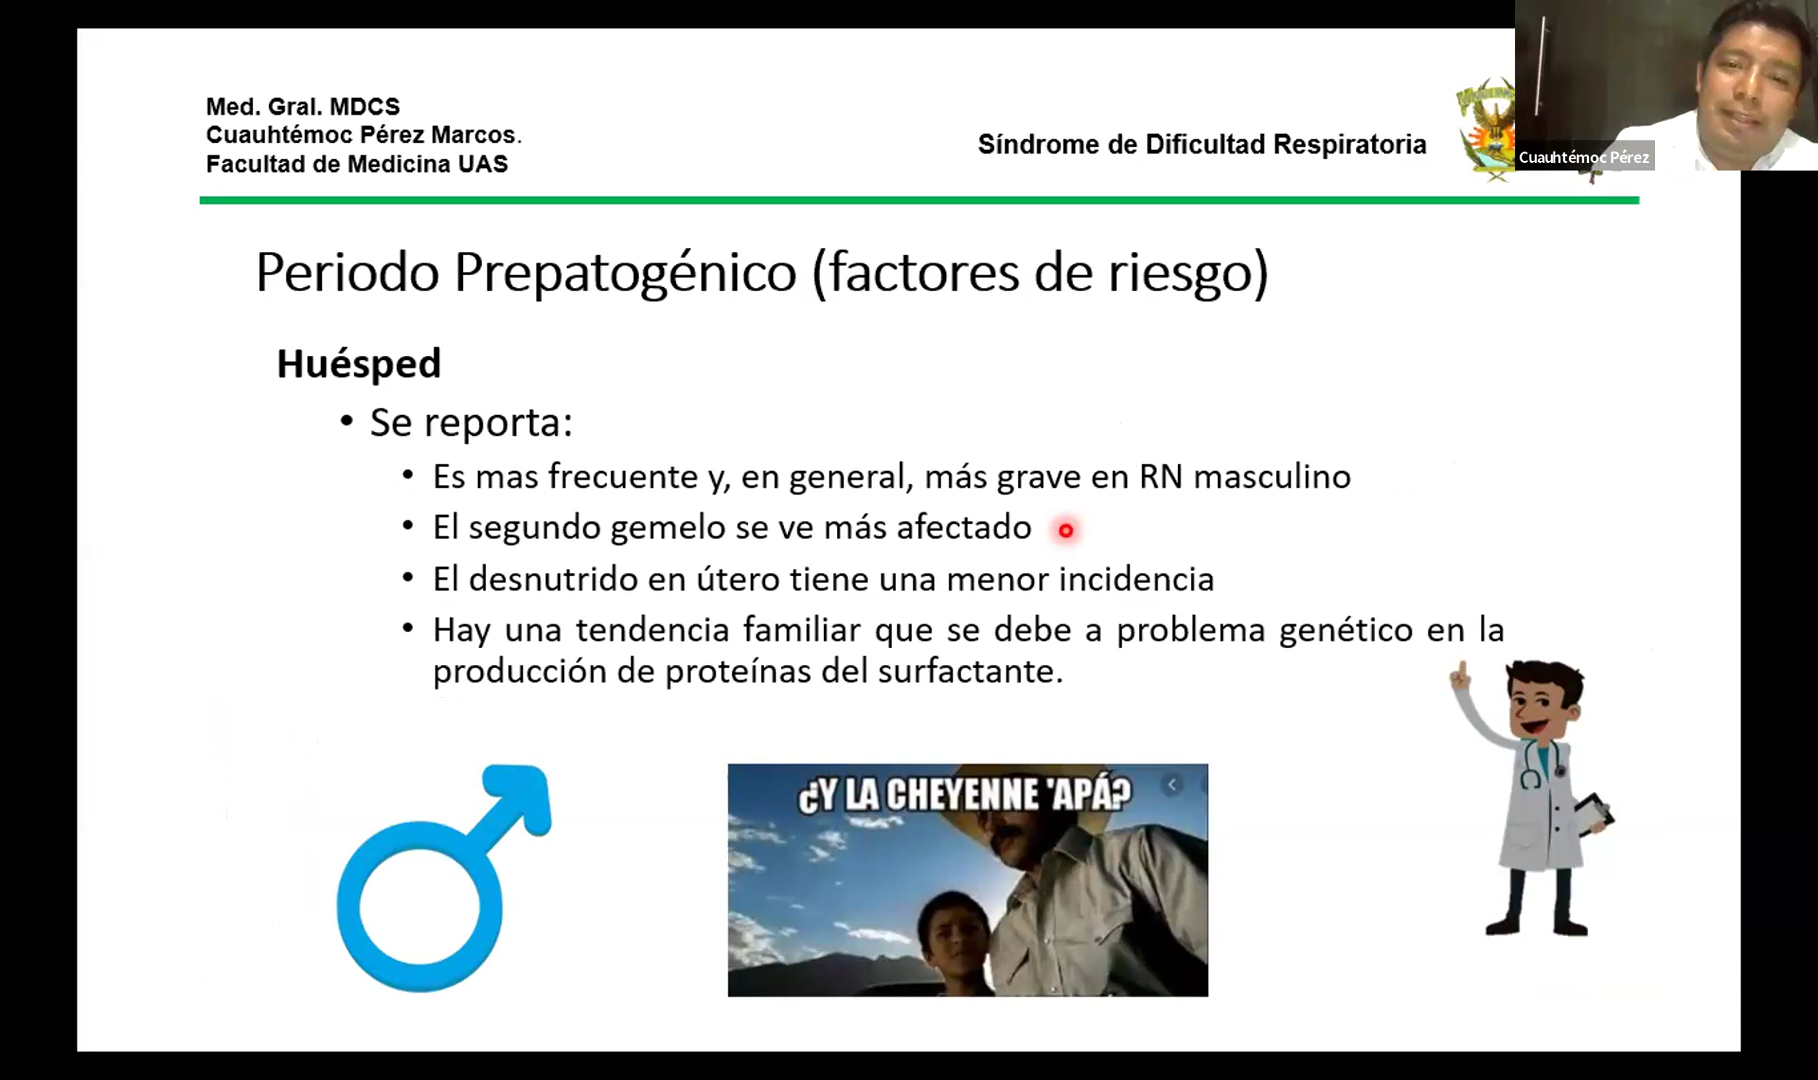 Med. Gral. MDCS
Cuauhtémoc Pérez Marcos.
Facultad de Medicina UAS
Síndrome de Dificultad Respiratoria
Cuauhtémoc Pérez
Periodo Prepatogénico (factores de riesgo)
Huésped
• Se reporta:
• Es mas frecuente y, en general, más grave en RN masculino
• El segundo gemelo se ve más afectado
• El desnutrido en útero tiene una menor incidencia
• Hay una tendencia familiar que se debe a problema genético en la
producción de proteínas del surfactante.
¿Y LA CHEYENNE 'APÁ?